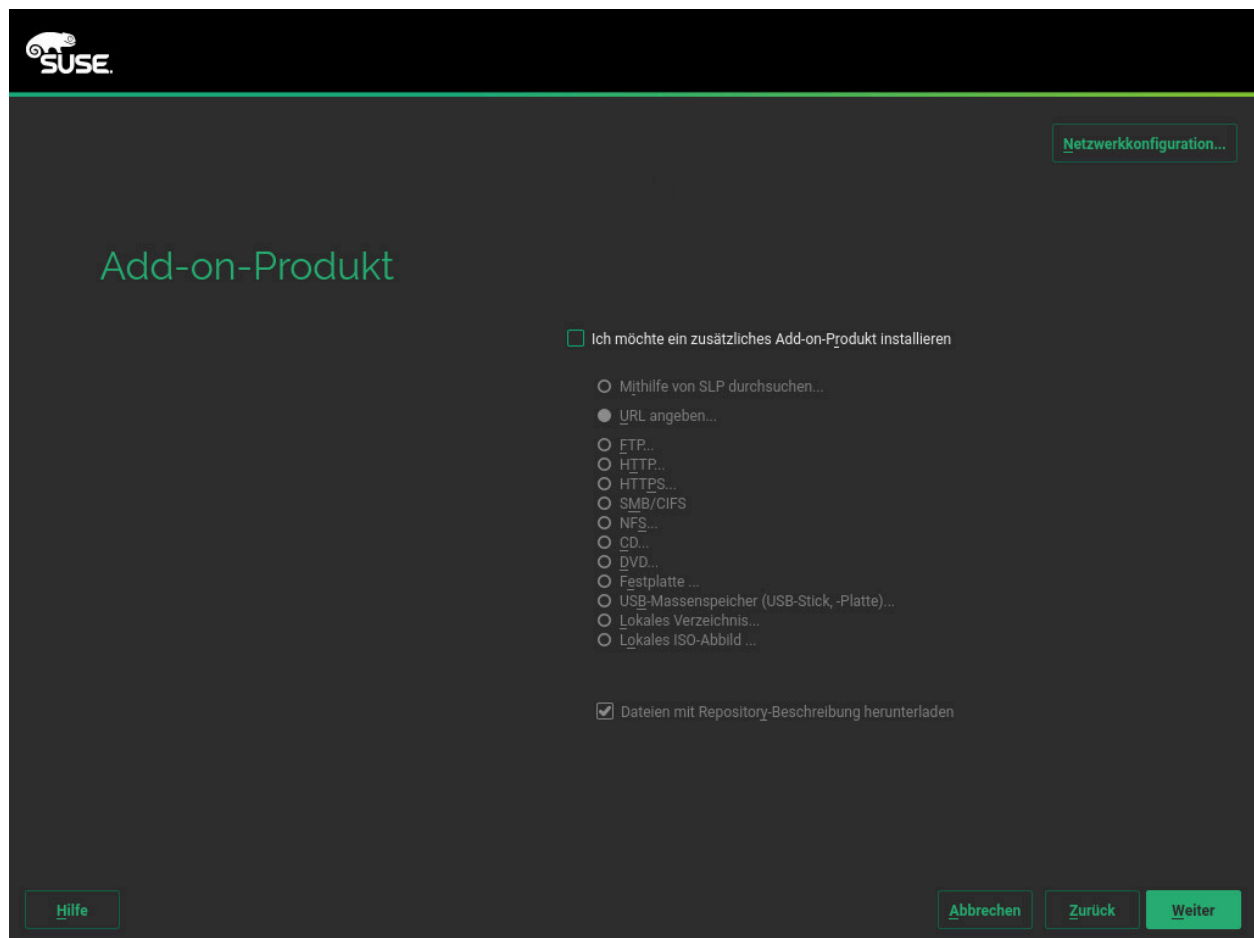 SUSE.
Netzwerkkonfiguration...
Add-on-Produkt
Ich möchte ein zusätzliches Add-on-Produkt installieren
Mithilfe von SLP durchsuchen...
URL angeben...
FTP...
HTTP...
HTTPS...
SMB/CIFS
NFS...
CD...
DVD...
Festplatte ...
USB-Massenspeicher (USB-Stick, -Platte)...
Lokales Verzeichnis...
Lokales ISO-Abbild ...
Dateien mit Repository-Beschreibung herunterladen
Hilfe
Abbrechen
Zurück
Weiter